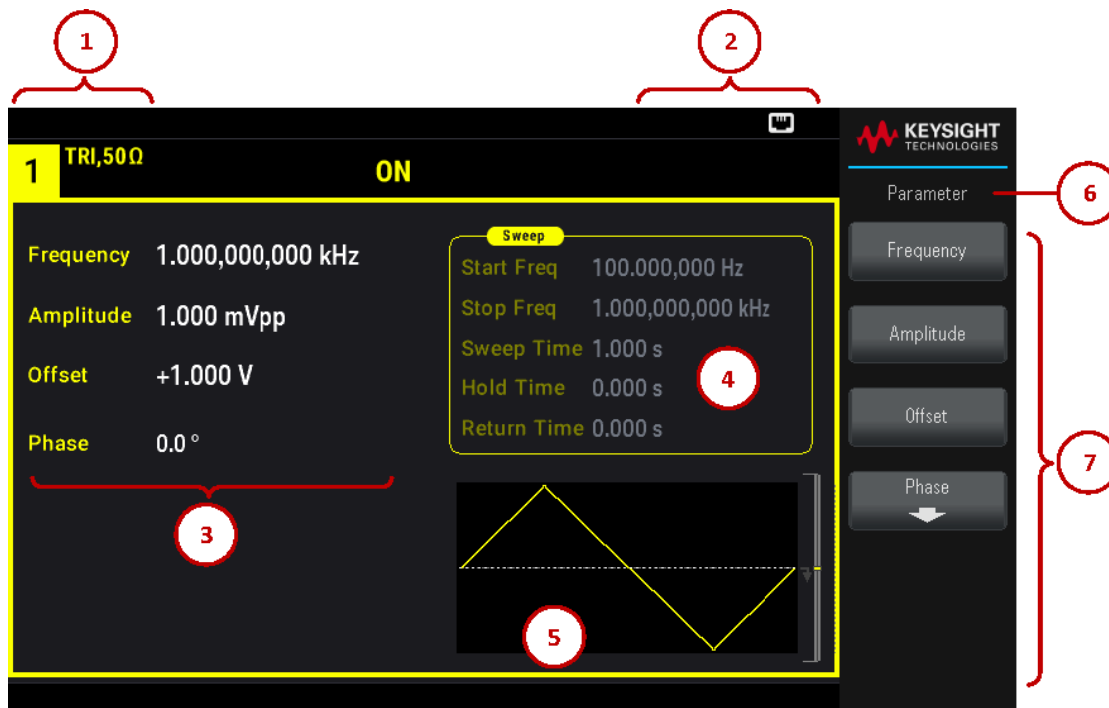 1
2
KEYSIGHT
TECHNOLOGIES
1
TRI,50Ω
ON
Parameter
6
Frequency 1.000,000,000 kHz
Amplitude 1.000 mVpp
Offset +1.000 V
Phase 0.0 °
3
Sweep
Start Freq 100.000,000 Hz
Stop Freq 1.000,000,000 kHz
Sweep Time 1.000 s
Hold Time 0.000 s
Return Time 0.000 s
4
5
Frequency
Amplitude
Offset
Phase
7